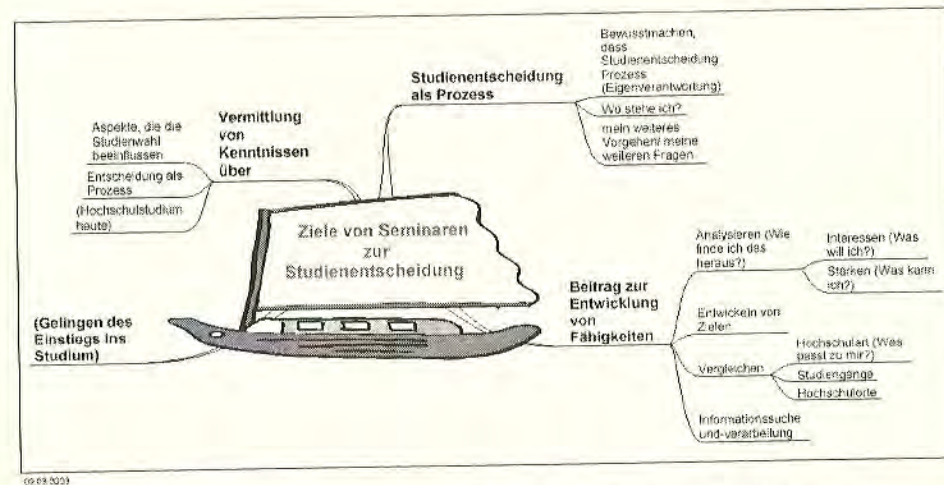 Ziele von Seminaren
zur
Studienentscheidung
Studienentscheidung
als Prozess
Bewusstmachen,
dass
Studienentscheidung
Prozess
(Eigenverantwortung)
Wo stehe ich?
mein weiteres
Vorgehen/ meine
weiteren Fragen
Vermittlung
von
Kenntnissen
über
Aspekte, die die
Studienwahl
beeinflussen
Entscheidung als
Prozess
(Hochschulstudium
heute)
Beitrag zur
Entwicklung
von
Fähigkeiten
Analysieren (Wie
finde ich das
heraus?)
Interessen (Was
will ich?)
Stärken (Was kann
ich?)
Entwickeln von
Zielen
Vergleichen
Hochschulart (Was
passt zu mir?)
Studiengänge
Hochschulorte
Informationssuche
und-verarbeitung
(Gelingen des
Einstiegs ins
Studium)